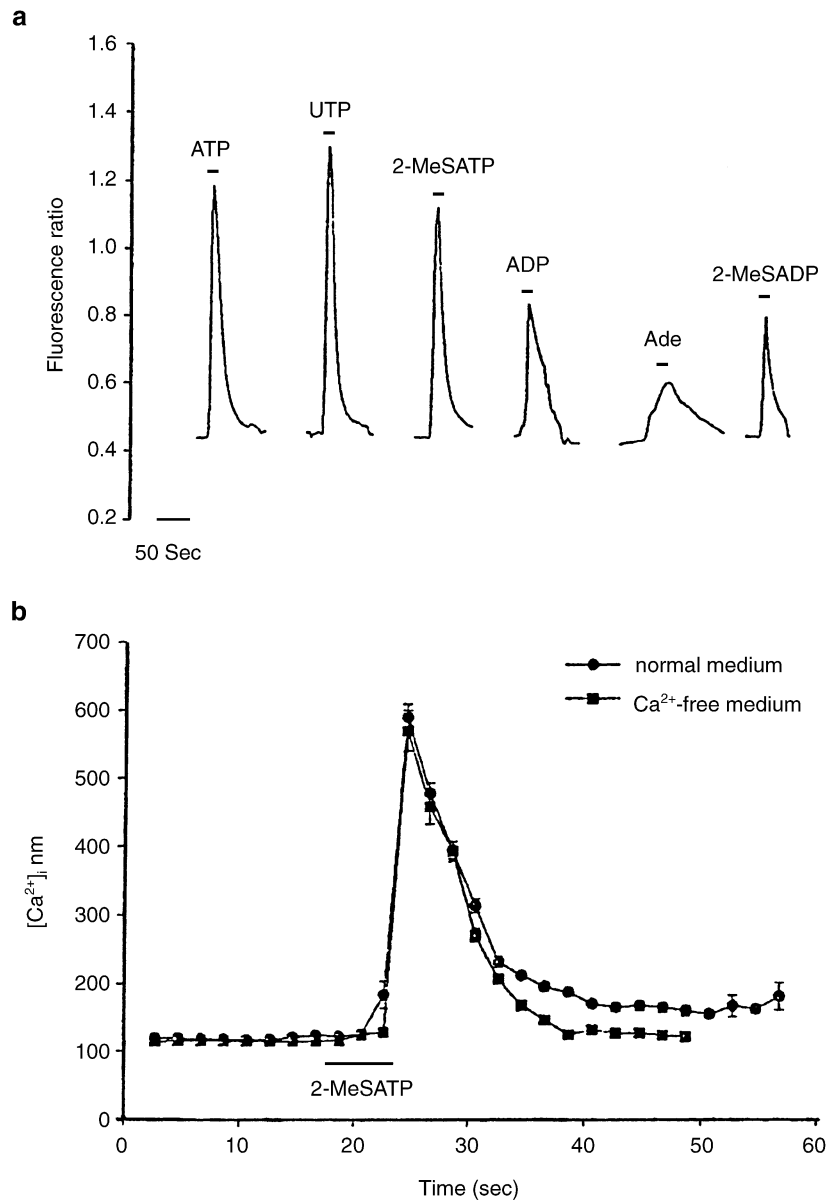 a
1.6
1.4
1.2
1.0
0.8
0.6
0.4
0.2
Fluorescence ratio
ATP
UTP
2-MeSATP
ADP
Ade
2-MeSADP
50 Sec
b
700
600
500
400
300
200
100
0
[Ca²⁺]ᵢ nm
normal medium
Ca²⁺-free medium
2-MeSATP
0 10 20 30 40 50 60
Time (sec)